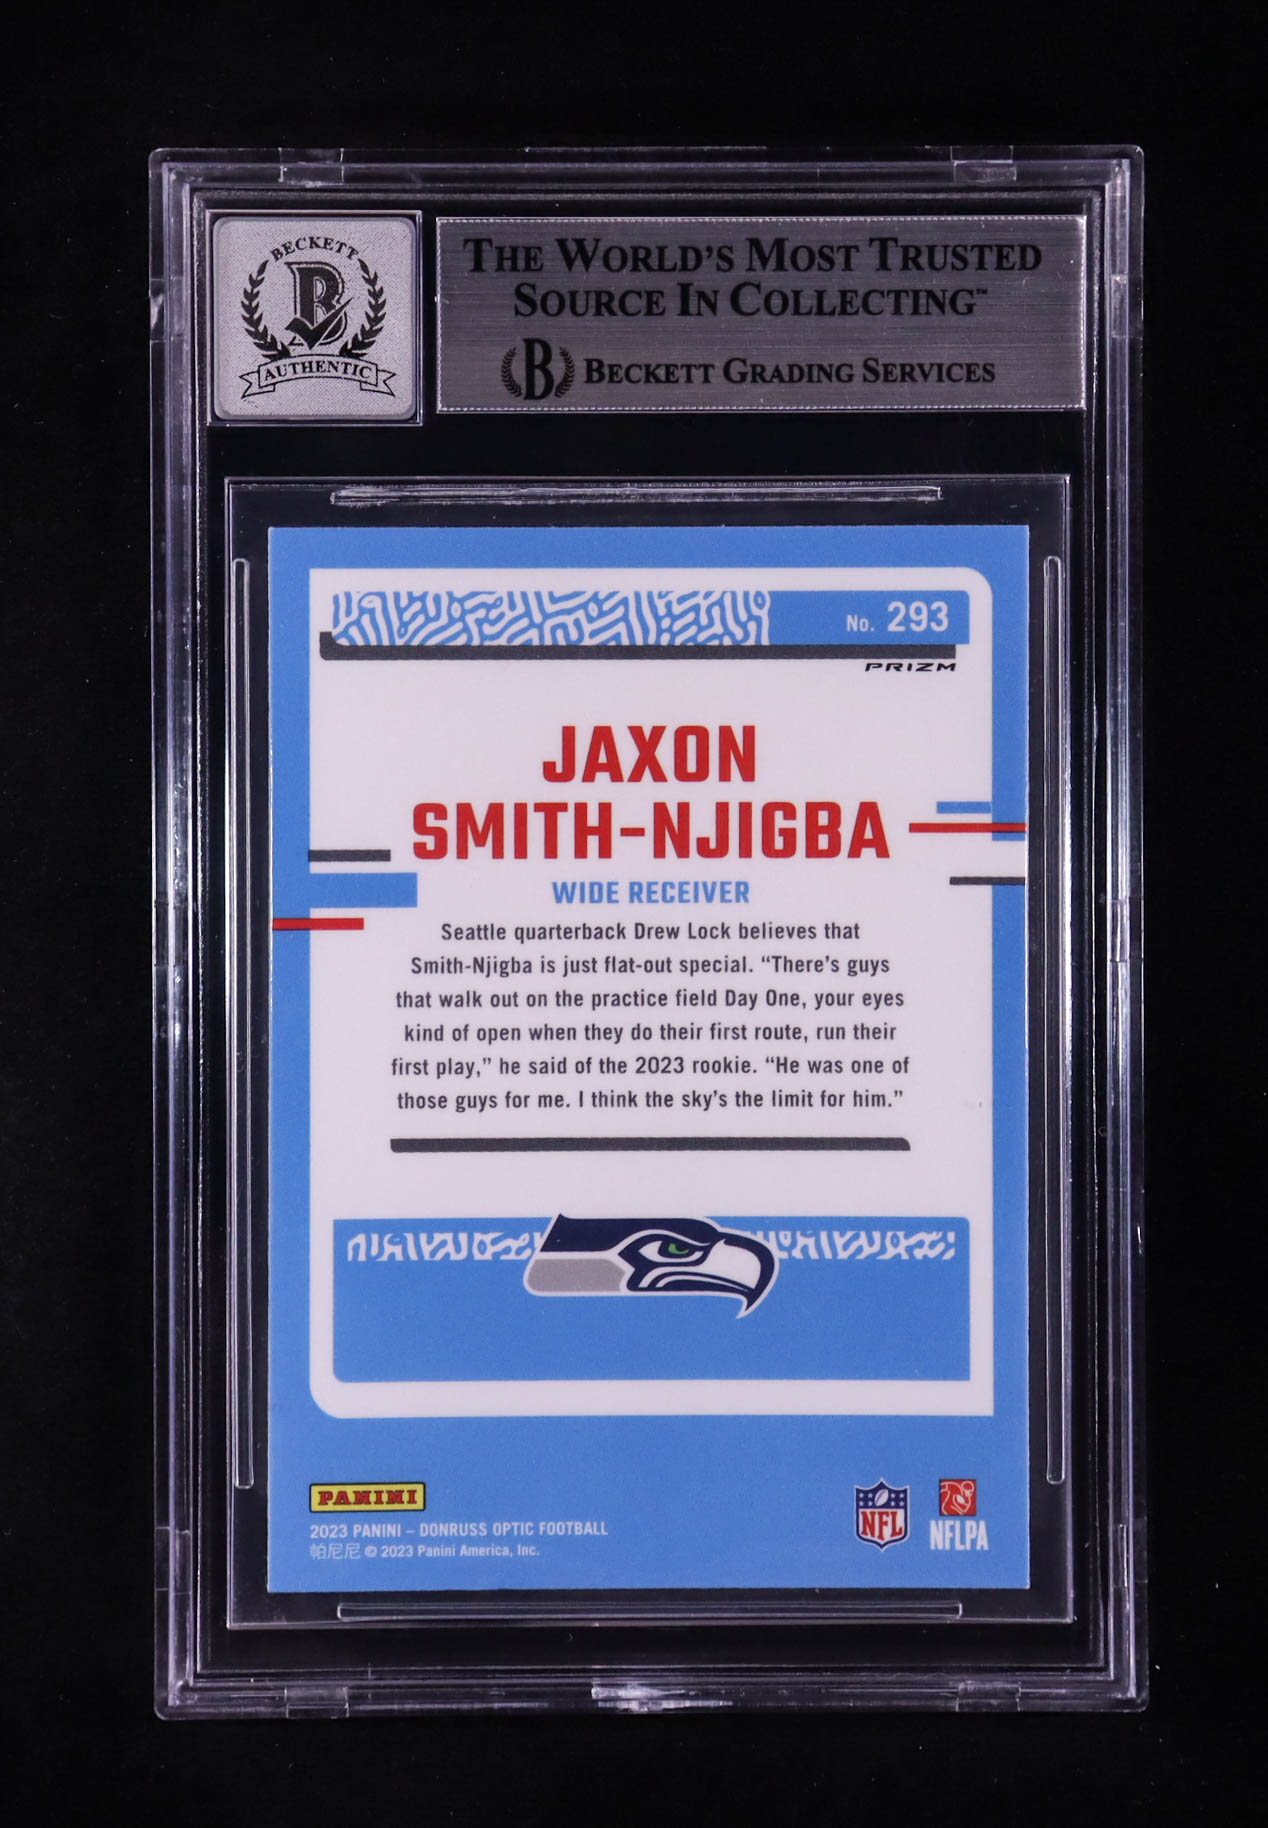 BECKETT
B
AUTHENTIC
THE WORLD'S MOST TRUSTED
SOURCE IN COLLECTING™
B BECKETT GRADING SERVICES
No. 293
PRIZM
JAXON
SMITH-NJIGBA
WIDE RECEIVER
Seattle quarterback Drew Lock believes that
Smith-Njigba is just flat-out special. “There’s guys
that walk out on the practice field Day One, your eyes
kind of open when they do their first route, run their
first play,” he said of the 2023 rookie. “He was one of
those guys for me. I think the sky’s the limit for him.”
PANINI
2023 PANINI – DONRUSS OPTIC FOOTBALL
帕尼尼 © 2023 Panini America, Inc.
NFL
NFLPA